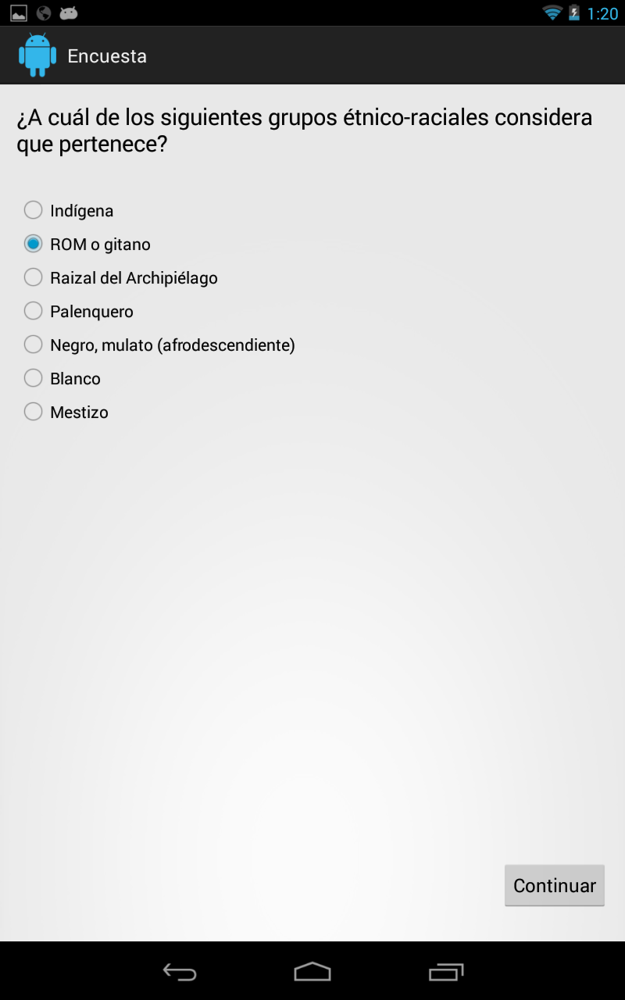 1:20
Encuesta
¿A cuál de los siguientes grupos étnico-raciales considera
que pertenece?
Indígena
ROM o gitano
Raizal del Archipiélago
Palenquero
Negro, mulato (afrodescendiente)
Blanco
Mestizo
Continuar